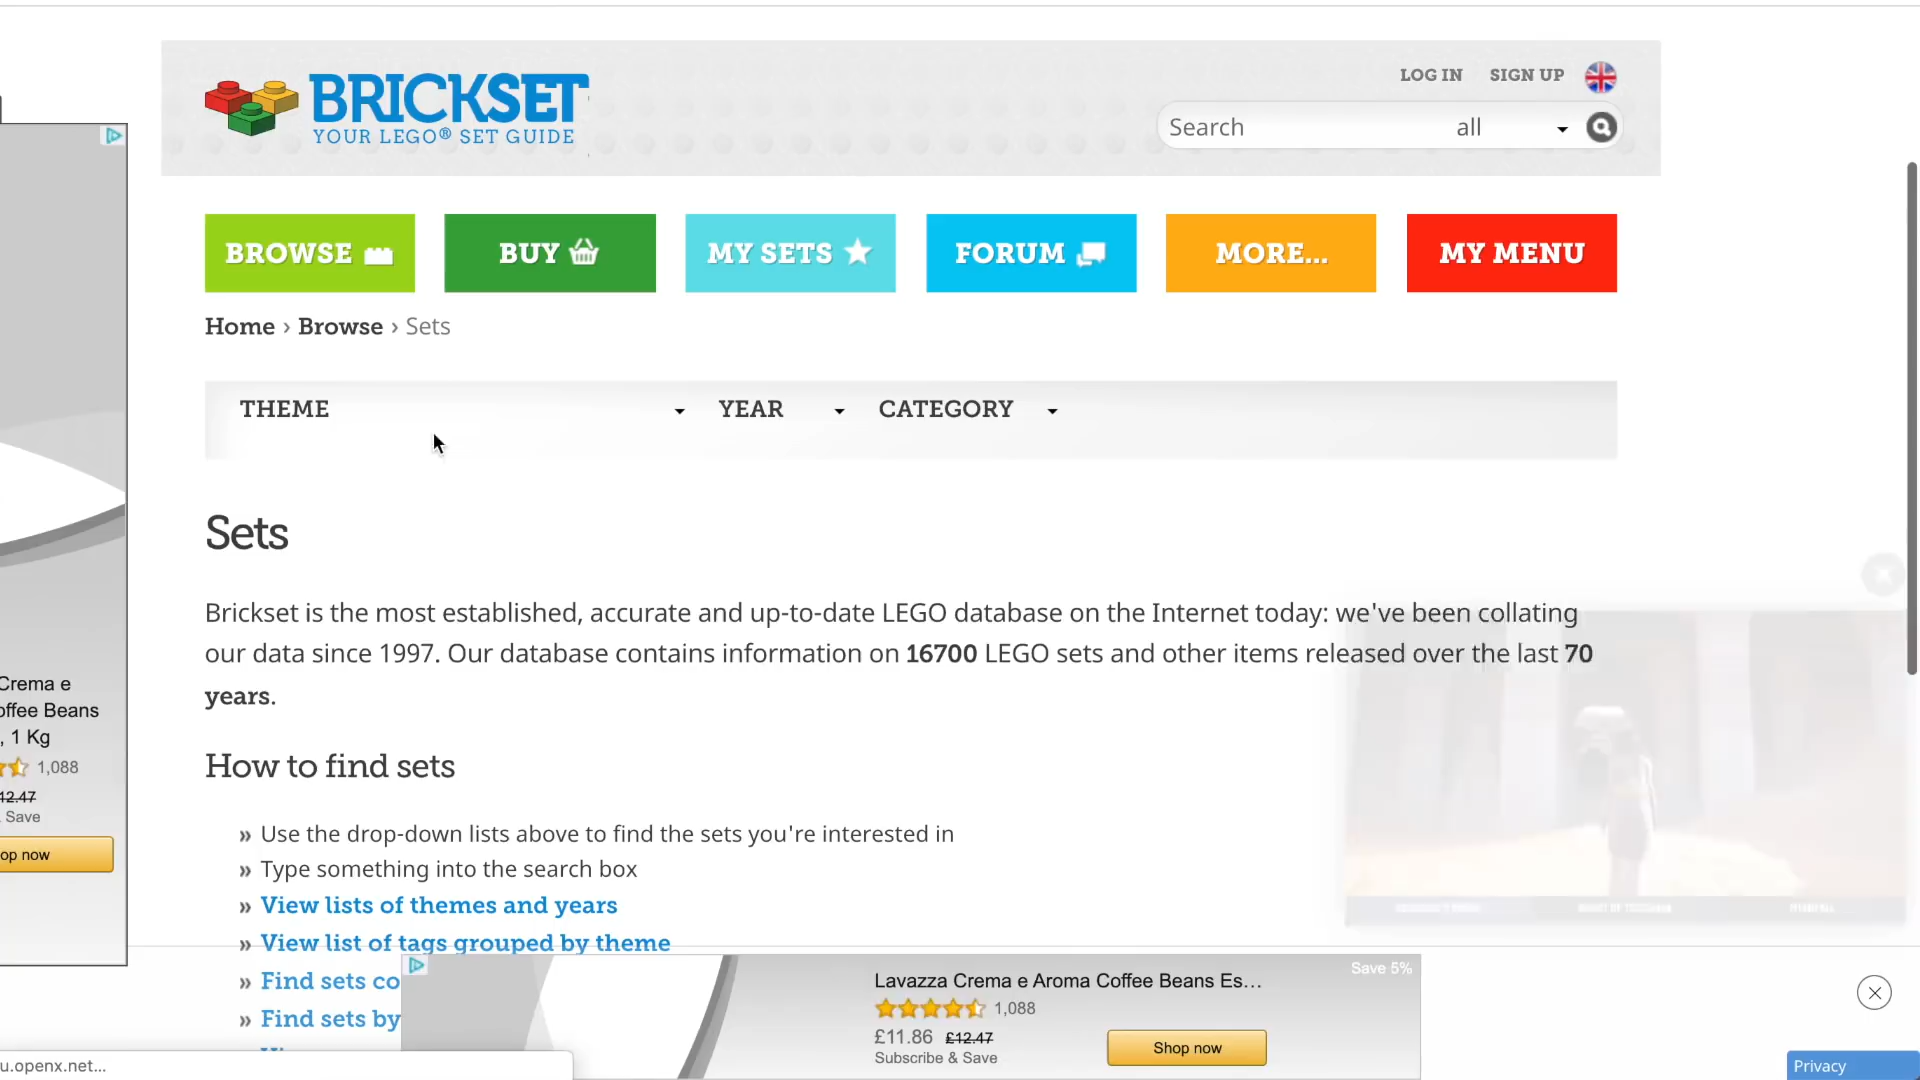 BRICKSET
YOUR LEGO® SET GUIDE
LOG IN SIGN UP
Search all
BROWSE BUY MY SETS FORUM MORE... MY MENU
Home › Browse › Sets
THEME YEAR CATEGORY
Sets
Brickset is the most established, accurate and up-to-date LEGO database on the Internet today: we've been collating
our data since 1997. Our database contains information on 16700 LEGO sets and other items released over the last 70
years.
How to find sets
» Use the drop-down lists above to find the sets you're interested in
» Type something into the search box
» View lists of themes and years
» View list of tags grouped by theme
» Find sets co
» Find sets by
Crema e
offee Beans
, 1 Kg
1,088
12.47
Save
op now
Lavazza Crema e Aroma Coffee Beans Es...
Save 5%
1,088
£11.86 £12.47
Subscribe & Save
Shop now
u.openx.net...
Privacy